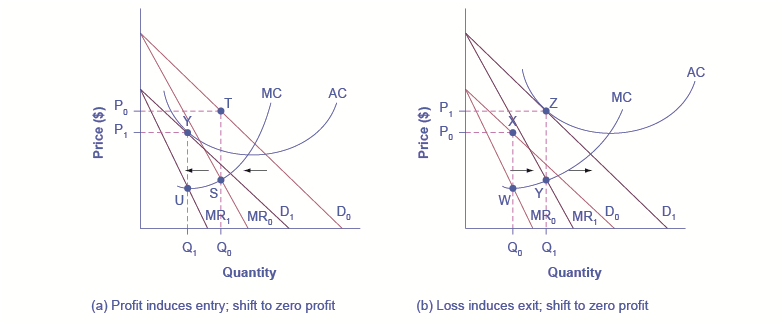 Price ($)
P₀
P₁
T
Y
MC
AC
U
S
MR₁
MR₀
D₁
D₀
Q₁
Q₀
Quantity
(a) Profit induces entry; shift to zero profit
Price ($)
P₁
P₀
Z
X
MC
AC
W
Y
MR₀
MR₁
D₀
D₁
Q₀
Q₁
Quantity
(b) Loss induces exit; shift to zero profit